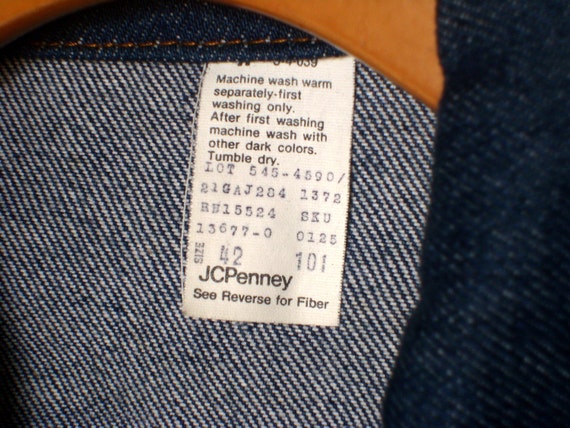 Machine wash warm
separately-first
washing only.
After first washing
machine wash with
other dark colors.
Tumble dry.
LOT 545-4590/
21GAJ284 1372
RN15524 SKU
13677-0 0125
SIZE 42 101
JCPenney
See Reverse for Fiber